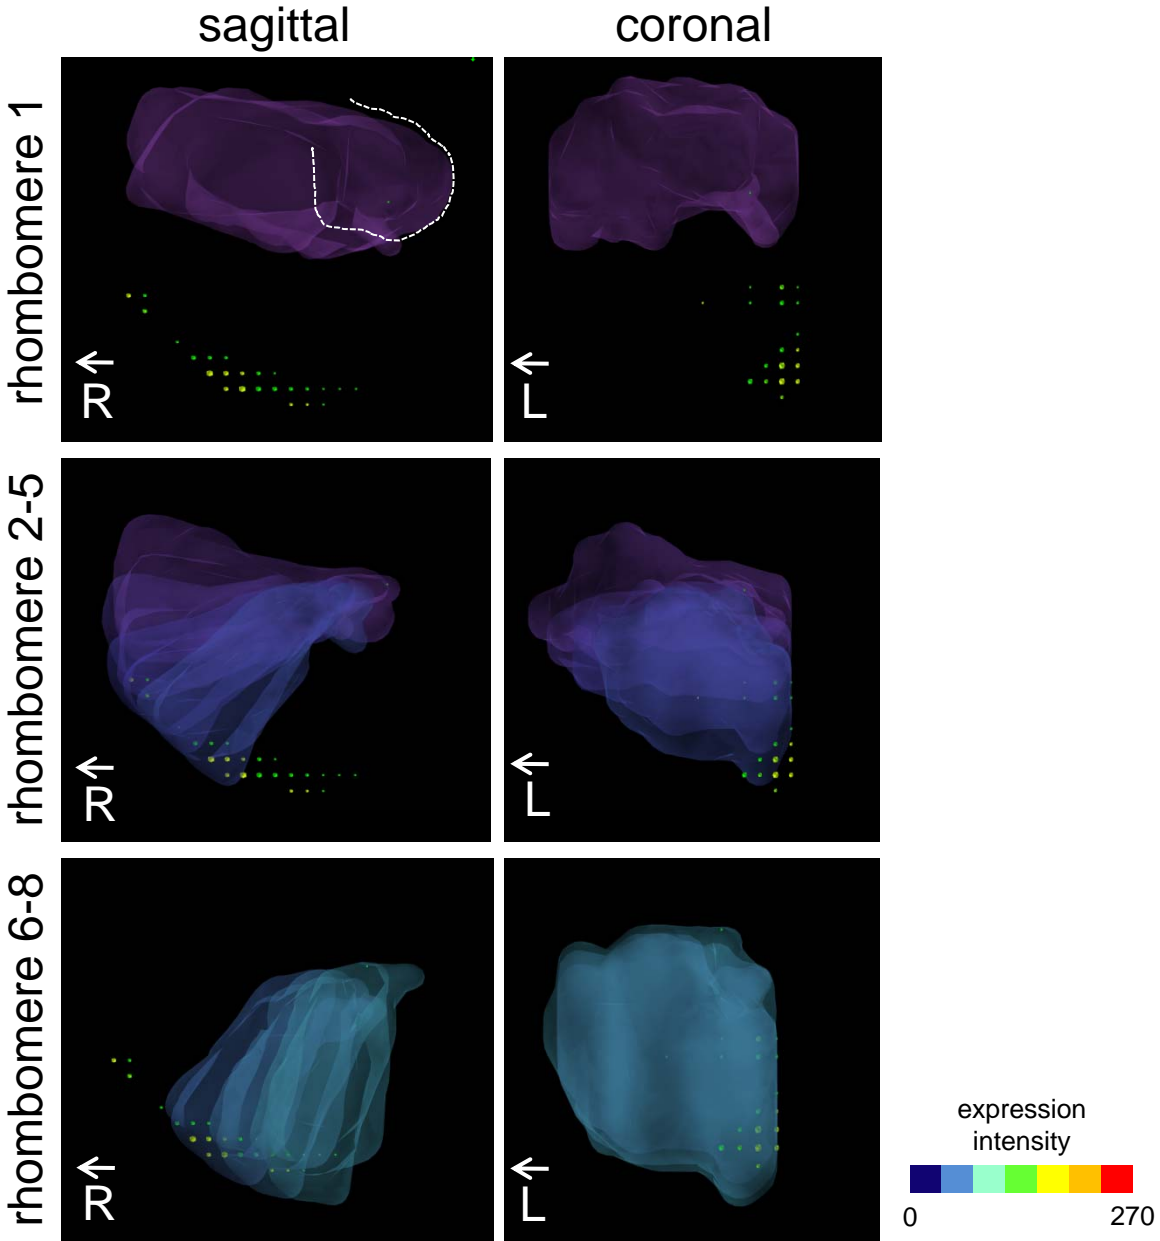 sagittal
coronal
rhombomere 1
R
L
rhombomere 2-5
R
L
rhombomere 6-8
R
L
expression
intensity
0
270